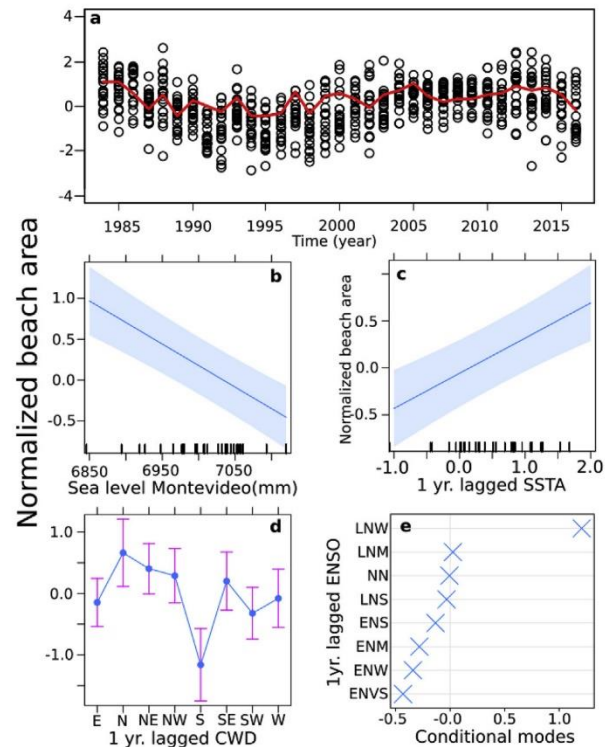 Normalized beach area
a
4
2
0
-2
-4
1985 1990 1995 2000 2005 2010 2015
Time (year)
b
1.0
0.5
0.0
-0.5
6850 6950 7050
Sea level Montevideo(mm)
c
Normalized beach area
0.5
0.0
-0.5
-1.0 0.0 1.0 2.0
1 yr. lagged SSTA
d
1.0
0.0
-1.0
E N NE NW S SE SW W
1 yr. lagged CWD
e
1yr. lagged ENSO
LNW
LNM
NN
LNS
ENS
ENM
ENW
ENVS
-0.5 -0.0 0.5 1.0
Conditional modes